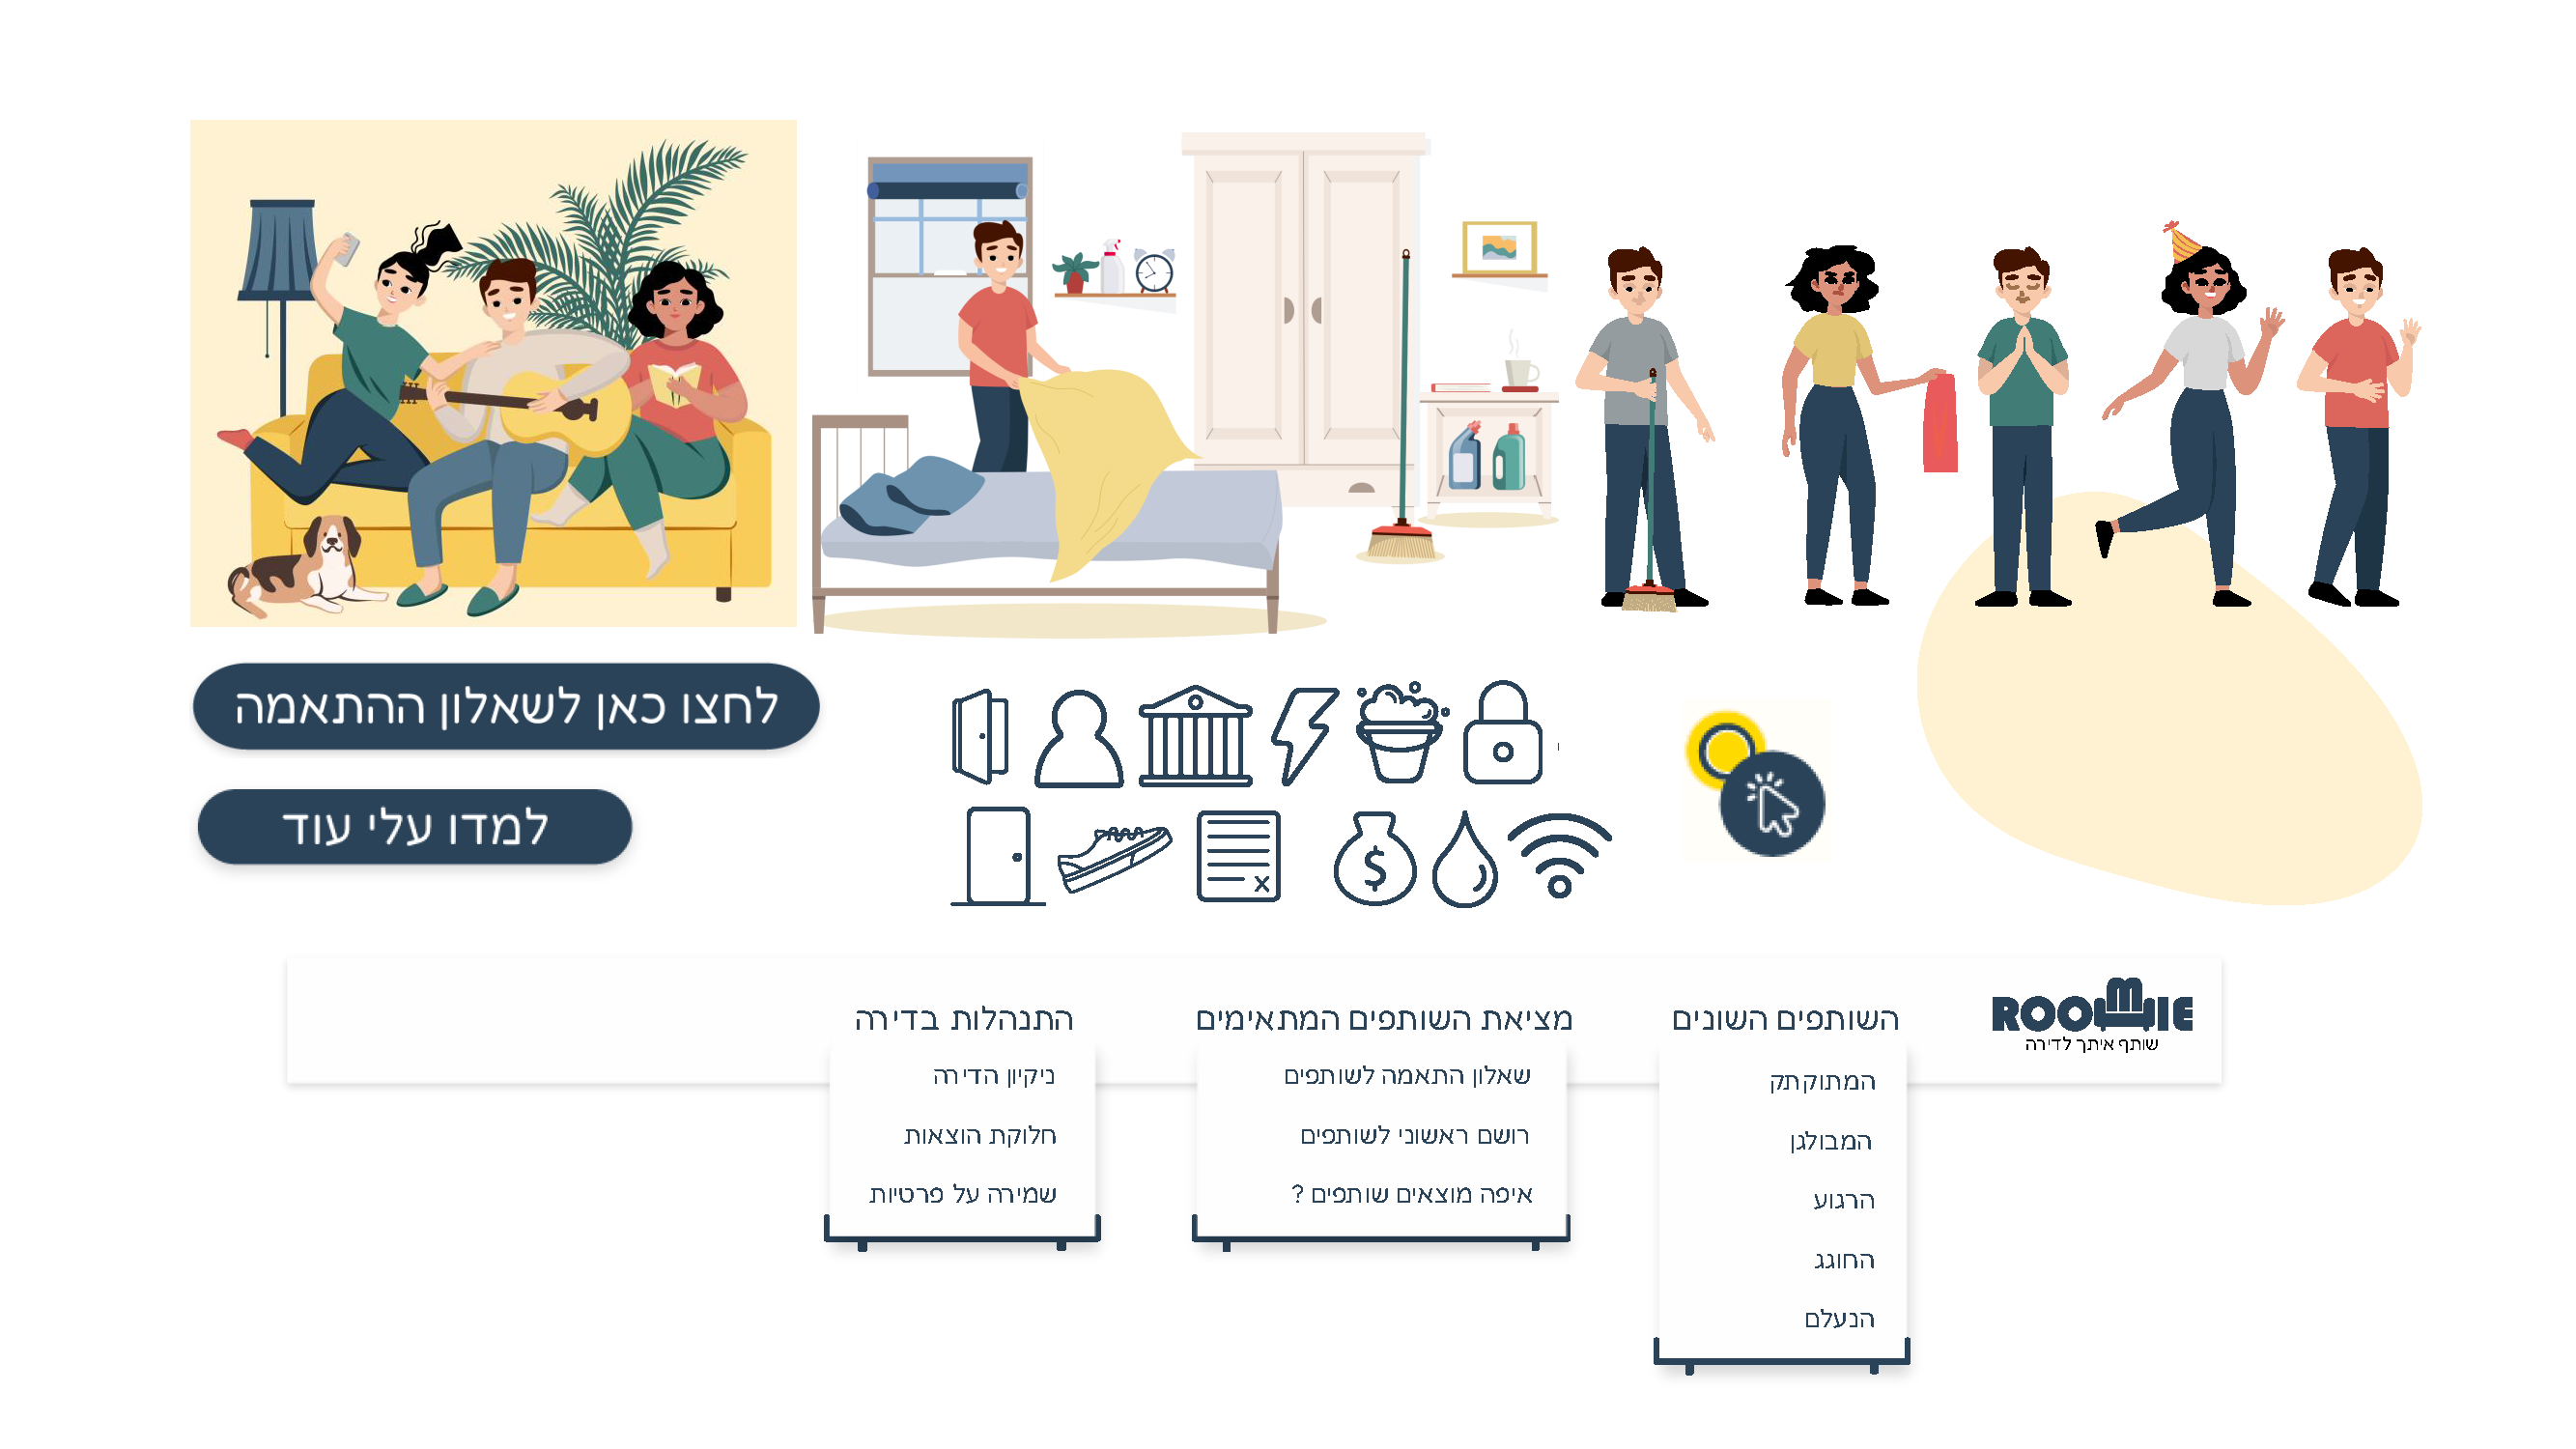 לחצו כאן לשאלון ההתאמה
למדו עלי עוד
$
x
ROOMIE
שותף איתך לדירה
השותפים השונים
המתוקתק
המבולגן
הרגוע
החוגג
הנעלם
מציאת השותפים המתאימים
שאלון התאמה לשותפים
רושם ראשוני לשותפים
איפה מוצאים שותפים ?
התנהלות בדירה
ניקיון הדירה
חלוקת הוצאות
שמירה על פרטיות